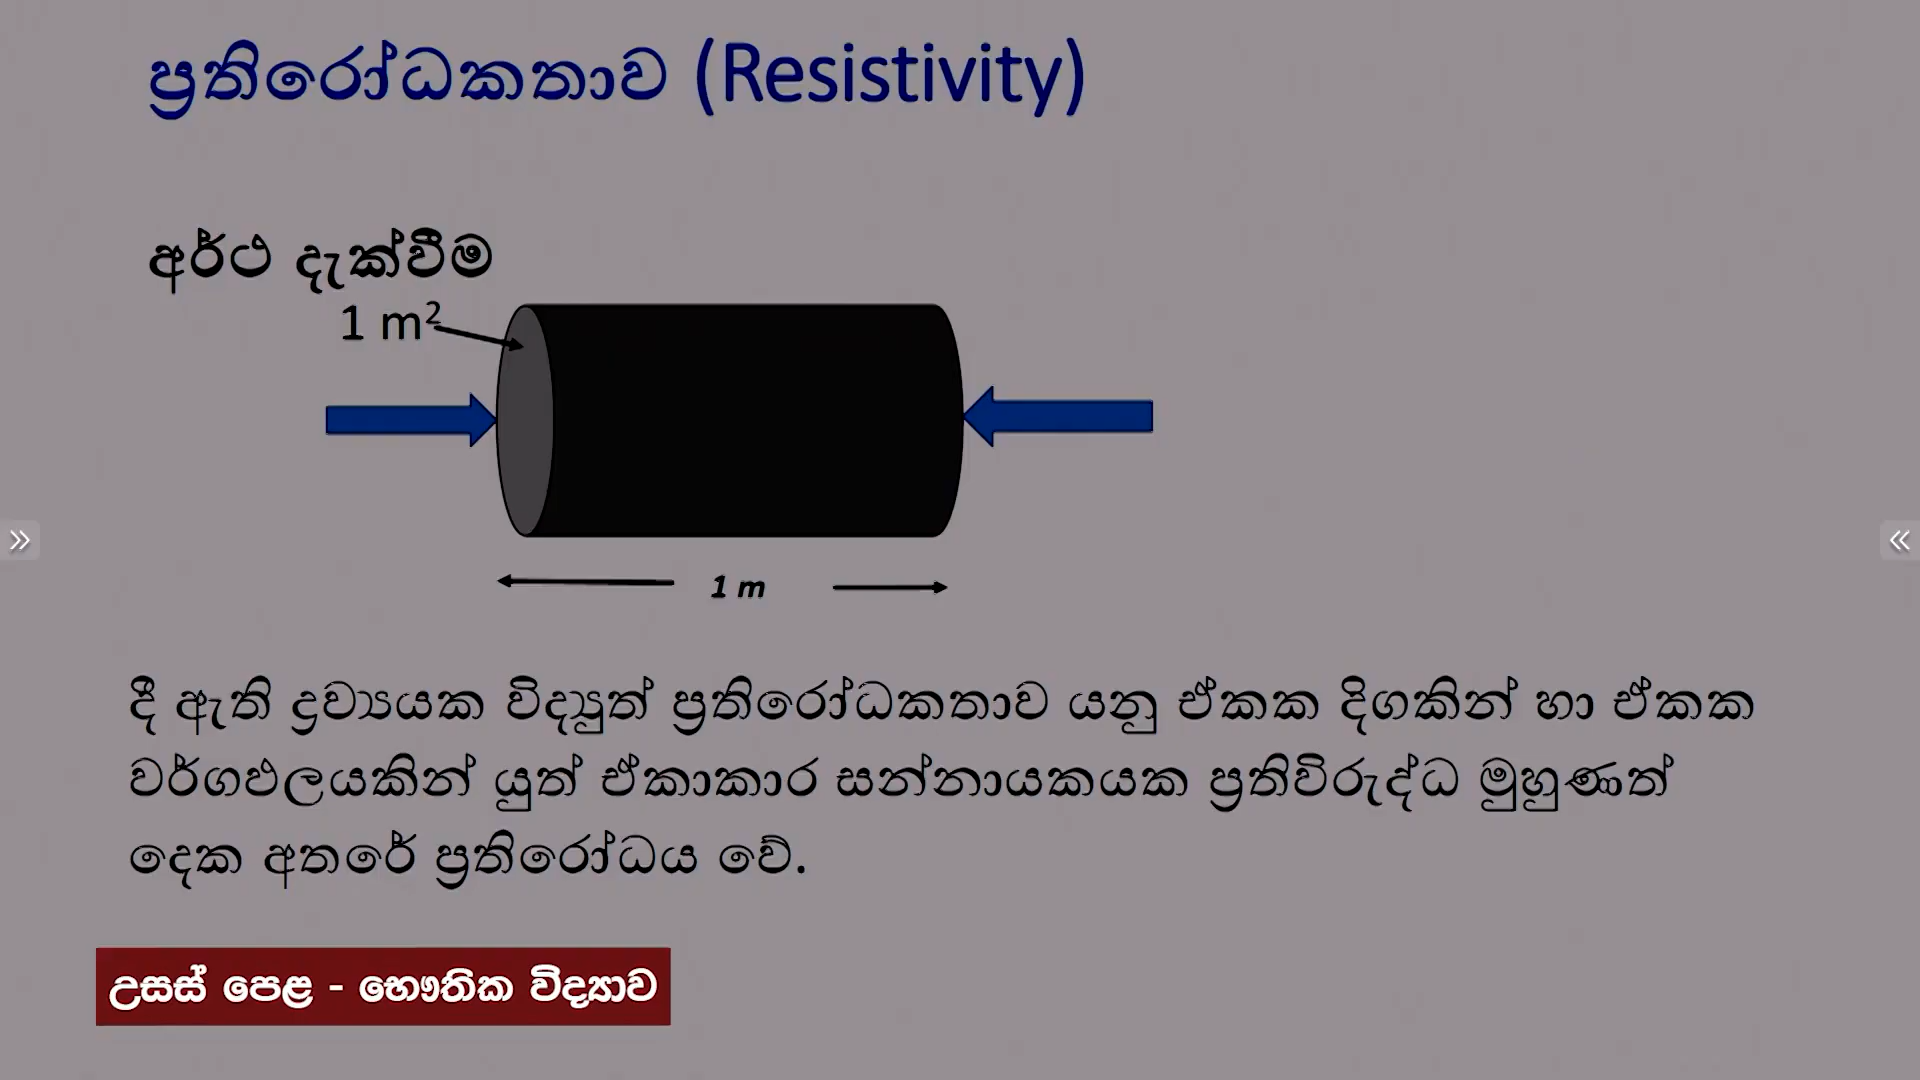 ප්‍රතිරෝධකතාව (Resistivity)
අර්ථ දැක්වීම
1 m²
1 m
දී ඇති ද්‍රව්‍යයක විද්‍යුත් ප්‍රතිරෝධකතාව යනු ඒකක දිගකින් හා ඒකක
වර්ගඵලයකින් යුත් ඒකාකාර සන්නායකයක ප්‍රතිවිරුද්ධ මුහුණත්
දෙක අතරේ ප්‍රතිරෝධය වේ.
උසස් පෙළ - භෞතික විද්‍යාව